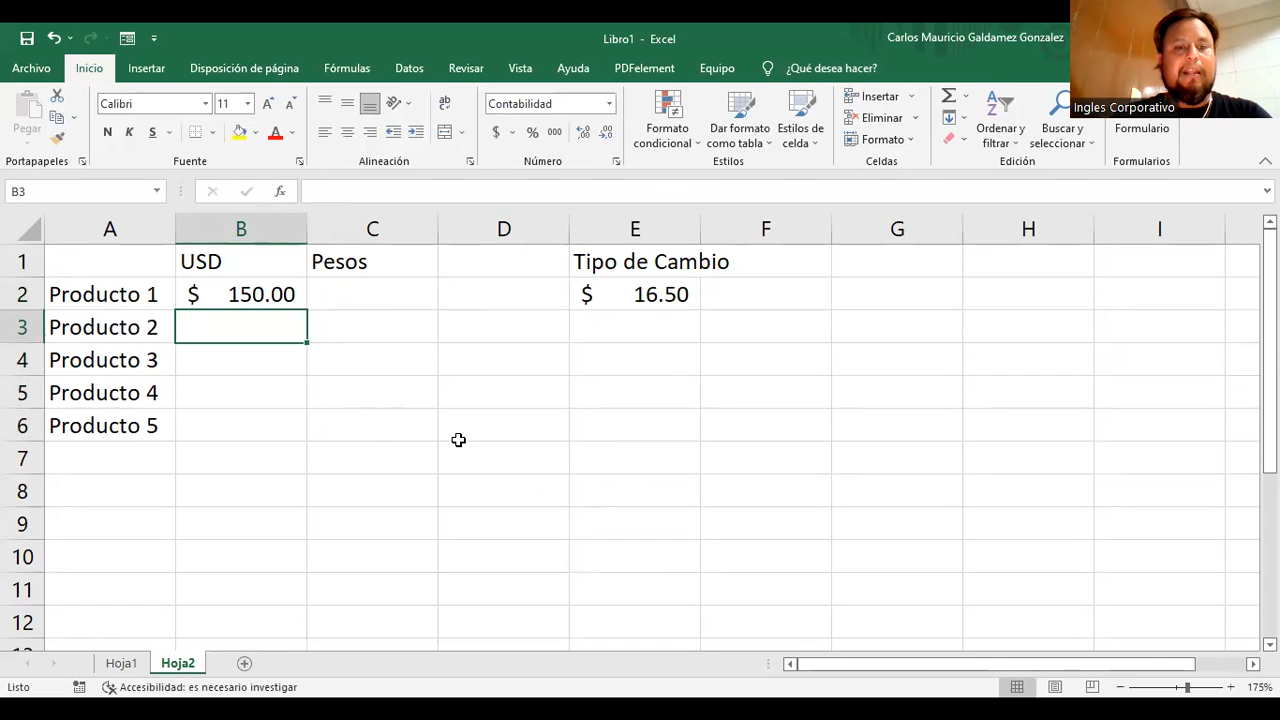 Libro1 - Excel
Carlos Mauricio Galdamez Gonzalez
Archivo Inicio Insertar Disposición de página Fórmulas Datos Revisar Vista Ayuda PDFelement Equipo ¿Qué desea hacer?
Pegar
Calibri 11
N K S
Contabilidad
$ % 000
Formato condicional
Dar formato como tabla
Estilos de celda
Insertar
Eliminar
Formato
Ordenar y filtrar
Buscar y seleccionar
Formulario
Ingles Corporativo
Portapapeles Fuente Alineación Número Estilos Celdas Edición Formularios
B3 fx
A B C D E F G H I
1 USD Pesos Tipo de Cambio
2 Producto 1 $ 150.00 $ 16.50
3 Producto 2
4 Producto 3
5 Producto 4
6 Producto 5
7
8
9
10
11
12
Hoja1 Hoja2
Listo Accesibilidad: es necesario investigar 175%